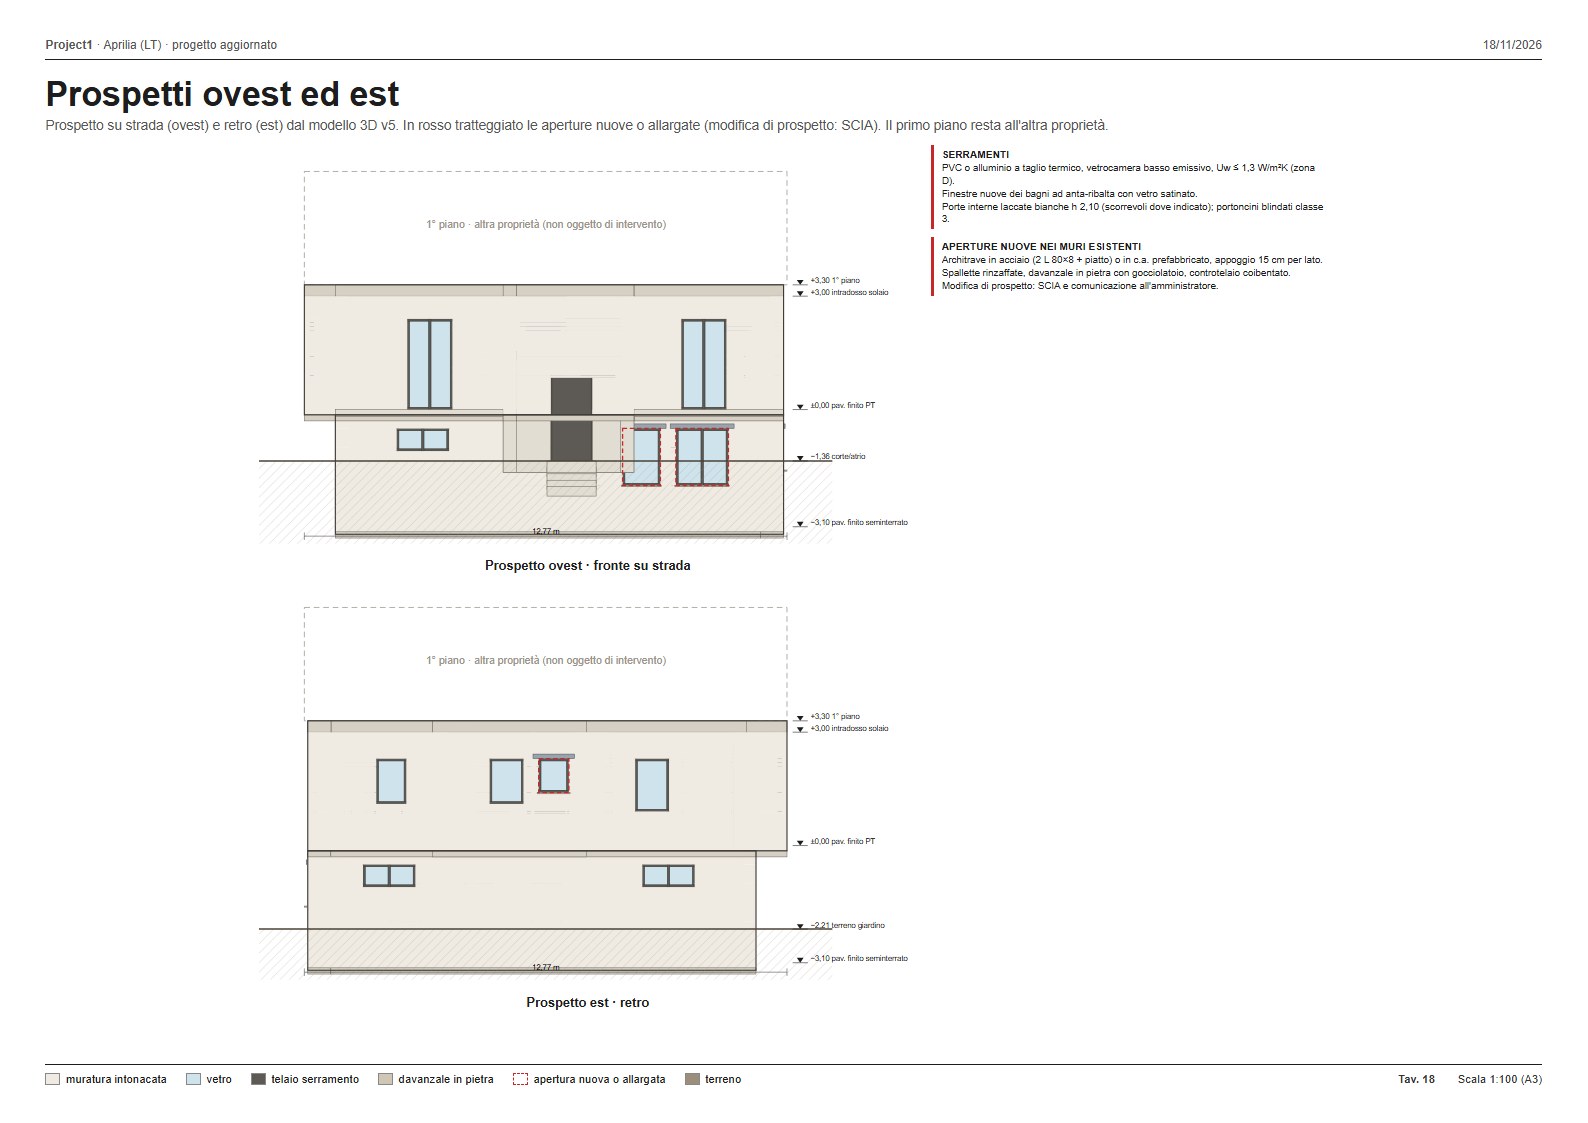 Project1 · Aprilia (LT) · progetto aggiornato
18/11/2026
Prospetti ovest ed est
Prospetto su strada (ovest) e retro (est) dal modello 3D v5. In rosso tratteggiato le aperture nuove o allargate (modifica di prospetto: SCIA). Il primo piano resta all'altra proprietà.
SERRAMENTI
PVC o alluminio a taglio termico, vetrocamera basso emissivo, Uw ≤ 1,3 W/m²K (zona
D).
Finestre nuove dei bagni ad anta-ribalta con vetro satinato.
Porte interne laccate bianche h 2,10 (scorrevoli dove indicato); portoncini blindati classe
3.
APERTURE NUOVE NEI MURI ESISTENTI
Architrave in acciaio (2 L 80×8 + piatto) o in c.a. prefabbricato, appoggio 15 cm per lato.
Spallette rinzaffate, davanzale in pietra con gocciolatoio, controtelaio coibentato.
Modifica di prospetto: SCIA e comunicazione all'amministratore.
1° piano · altra proprietà (non oggetto di intervento)
+3,30 1° piano
+3,00 intradosso solaio
±0,00 pav. finito PT
−1,36 corte/atrio
−3,10 pav. finito seminterrato
12,77 m
Prospetto ovest · fronte su strada
1° piano · altra proprietà (non oggetto di intervento)
+3,30 1° piano
+3,00 intradosso solaio
±0,00 pav. finito PT
−2,21 terreno giardino
−3,10 pav. finito seminterrato
12,77 m
Prospetto est · retro
muratura intonacata
vetro
telaio serramento
davanzale in pietra
apertura nuova o allargata
terreno
Tav. 18
Scala 1:100 (A3)